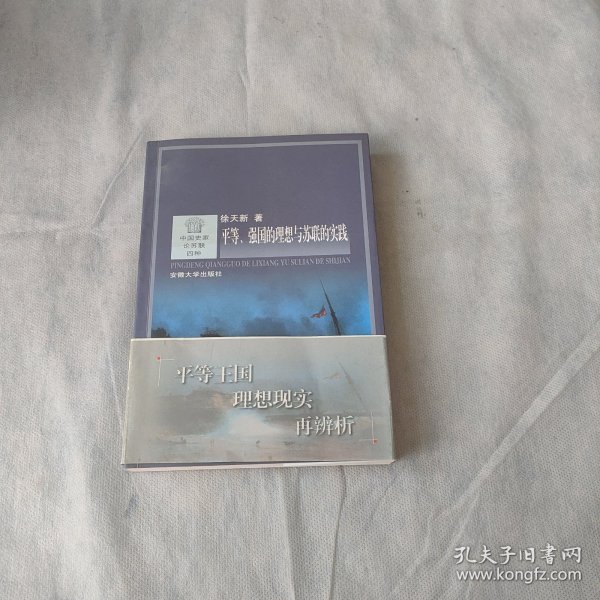 徐天新 著
中国史家
论苏联
四种
平等、强国的理想与苏联的实践
PINGDENG QIANGGUO DE LIXIANG YU SULIAN DE SHIJIAN
安徽大学出版社
平等王国
理想现实
再辨析
孔夫子旧书网
www.kongfz.com